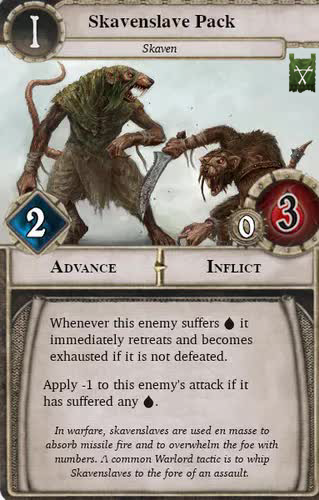 I
Skavenslave Pack
Skaven
2
0
3
ADVANCE
INFLICT
Whenever this enemy suffers it
immediately retreats and becomes
exhausted if it is not defeated.
Apply -1 to this enemy's attack if it
has suffered any .
In warfare, skavenslaves are used en masse to
absorb missile fire and to overwhelm the foe with
numbers. A common Warlord tactic is to whip
Skavenslaves to the fore of an assault.